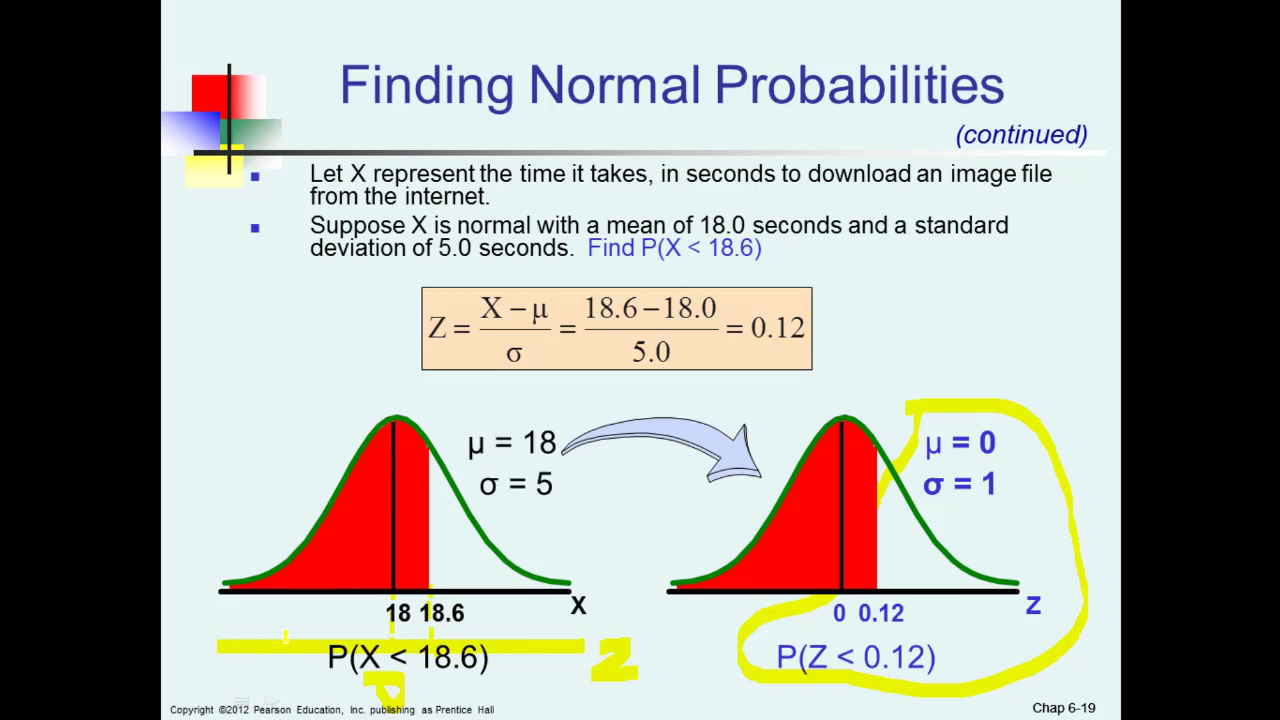 Finding Normal Probabilities
(continued)
Let X represent the time it takes, in seconds to download an image file
from the internet.
Suppose X is normal with a mean of 18.0 seconds and a standard
deviation of 5.0 seconds. Find P(X < 18.6)
Z = (X − μ)/σ = (18.6 − 18.0)/5.0 = 0.12
μ = 18
σ = 5
18 18.6 X
P(X < 18.6)
Z
0
μ = 0
σ = 1
0 0.12 Z
P(Z < 0.12)
Copyright ©2012 Pearson Education, Inc. publishing as Prentice Hall
Chap 6-19